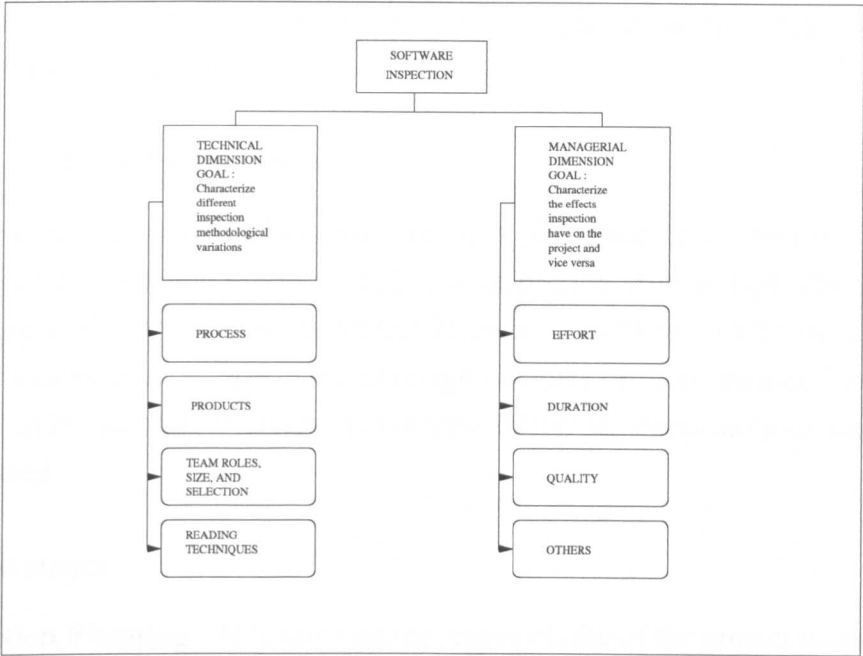 SOFTWARE
INSPECTION
TECHNICAL
DIMENSION
GOAL :
Characterize
different
inspection
methodological
variations
PROCESS
PRODUCTS
TEAM ROLES,
SIZE, AND
SELECTION
READING
TECHNIQUES
MANAGERIAL
DIMENSION
GOAL :
Characterize
the effects
inspection
have on the
project and
vice versa
EFFORT
DURATION
QUALITY
OTHERS